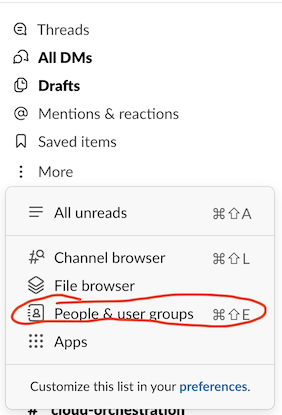 Threads
All DMs
Drafts
@ Mentions & reactions
Saved items
More
All unreads ⌘⇧A
Channel browser ⌘⇧L
File browser
People & user groups ⌘⇧E
Apps
Customize this list in your preferences.
# cloud-orchestration